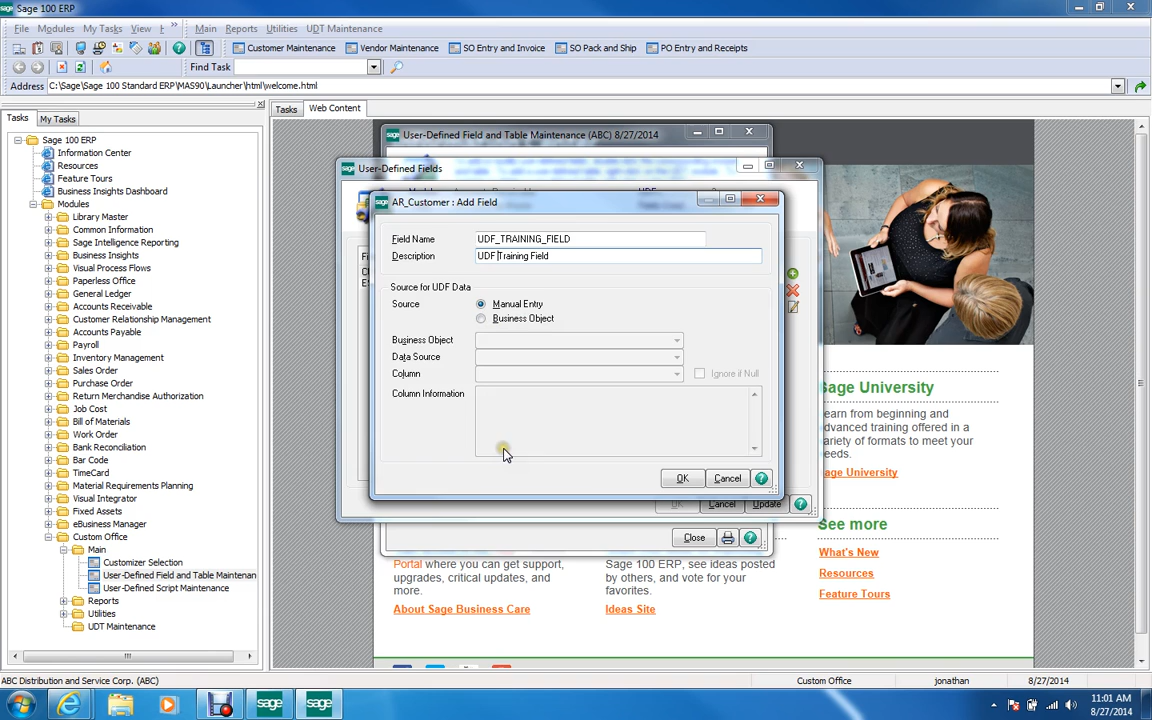 Sage 100 ERP
File Modules My Tasks View Main Reports Utilities UDT Maintenance
Customer Maintenance Vendor Maintenance SO Entry and Invoice SO Pack and Ship PO Entry and Receipts
Find Task
Address C:\Sage\Sage 100 Standard ERP\MAS90\Launcher\html\welcome.html
Tasks My Tasks
Tasks Web Content
Sage 100 ERP
Information Center
Resources
Feature Tours
Business Insights Dashboard
Modules
Library Master
Common Information
Sage Intelligence Reporting
Business Insights
Visual Process Flows
Paperless Office
General Ledger
Accounts Receivable
Customer Relationship Management
Accounts Payable
Payroll
Inventory Management
Sales Order
Purchase Order
Return Merchandise Authorization
Job Cost
Bill of Materials
Work Order
Bank Reconciliation
Bar Code
TimeCard
Material Requirements Planning
Visual Integrator
Fixed Assets
eBusiness Manager
Custom Office
Main
Customizer Selection
User-Defined Field and Table Maintenan
User-Defined Script Maintenance
Reports
Utilities
UDT Maintenance
sage User-Defined Field and Table Maintenance (ABC) 8/27/2014
sage User-Defined Fields
sage AR_Customer : Add Field
Field Name UDF_TRAINING_FIELD
Description UDF Training Field
Source for UDF Data
Source Manual Entry
Business Object
Business Object
Data Source
Column Ignore if Null
Column Information
OK Cancel
OK Cancel Update
Close
Sage University
earn from beginning and
advanced training offered in a
variety of formats to meet your
needs.
age University
See more
What's New
Resources
Feature Tours
Portal where you can get support,
upgrades, critical updates, and
more.
About Sage Business Care
Sage 100 ERP, see ideas posted
by others, and vote for your
favorites.
Ideas Site
ABC Distribution and Service Corp. (ABC) Custom Office jonathan 8/27/2014
sage sage
11:01 AM
8/27/2014